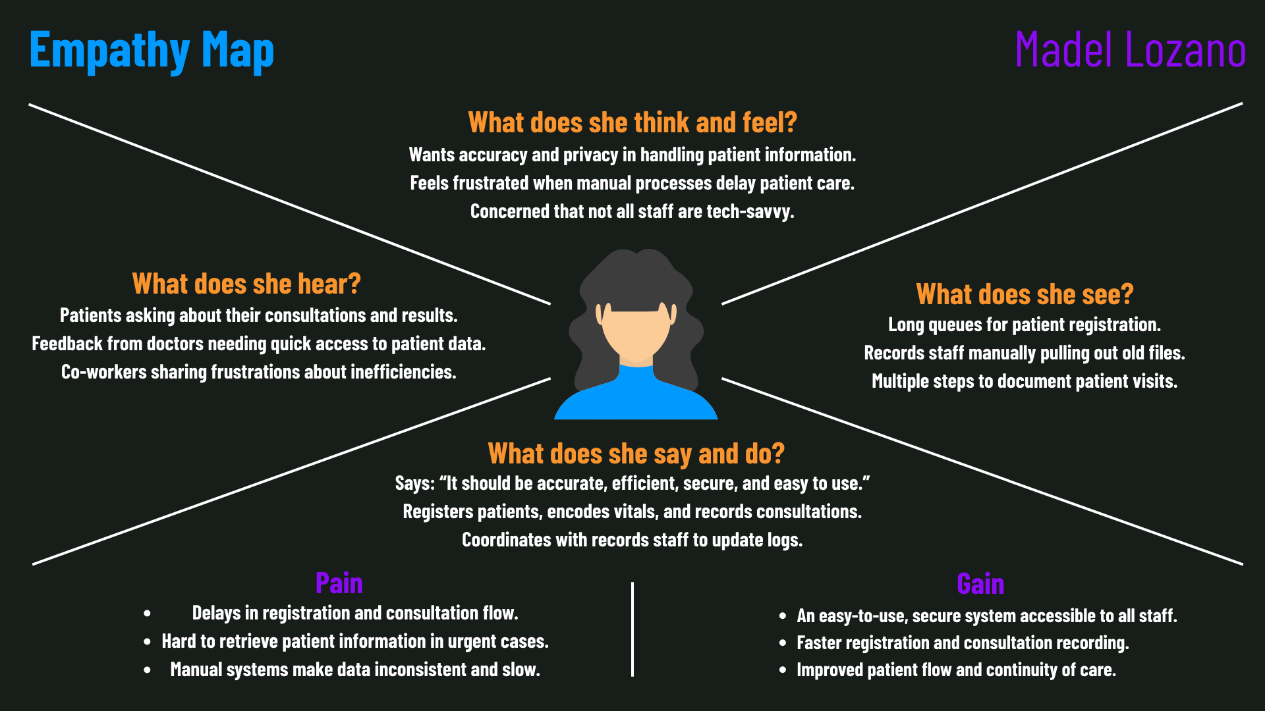 Empathy Map
Madel Lozano
What does she think and feel?
Wants accuracy and privacy in handling patient information.
Feels frustrated when manual processes delay patient care.
Concerned that not all staff are tech-savvy.
What does she hear?
Patients asking about their consultations and results.
Feedback from doctors needing quick access to patient data.
Co-workers sharing frustrations about inefficiencies.
What does she see?
Long queues for patient registration.
Records staff manually pulling out old files.
Multiple steps to document patient visits.
What does she say and do?
Says: “It should be accurate, efficient, secure, and easy to use.”
Registers patients, encodes vitals, and records consultations.
Coordinates with records staff to update logs.
Pain
• Delays in registration and consultation flow.
• Hard to retrieve patient information in urgent cases.
• Manual systems make data inconsistent and slow.
Gain
• An easy-to-use, secure system accessible to all staff.
• Faster registration and consultation recording.
• Improved patient flow and continuity of care.